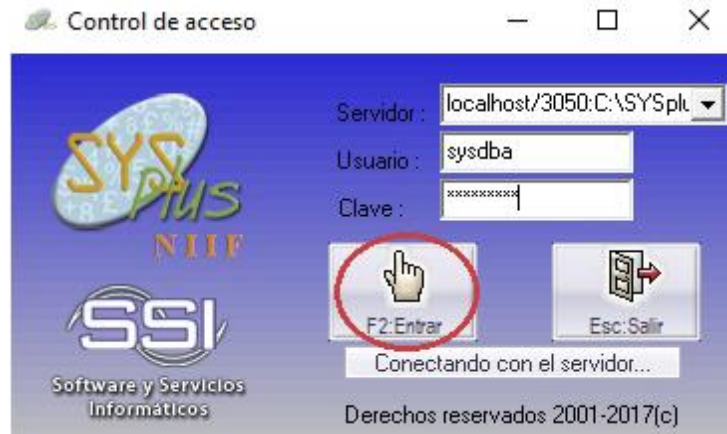 Control de acceso
Servidor : localhost/3050:C:\SYSplu
Usuario : sysdba
Clave : xxxxxxxxx
SYS
Plus
NIIF
F2:Entrar
Esc:Salir
SSI
Conectando con el servidor...
Software y Servicios
Informáticos
Derechos reservados 2001-2017(c)